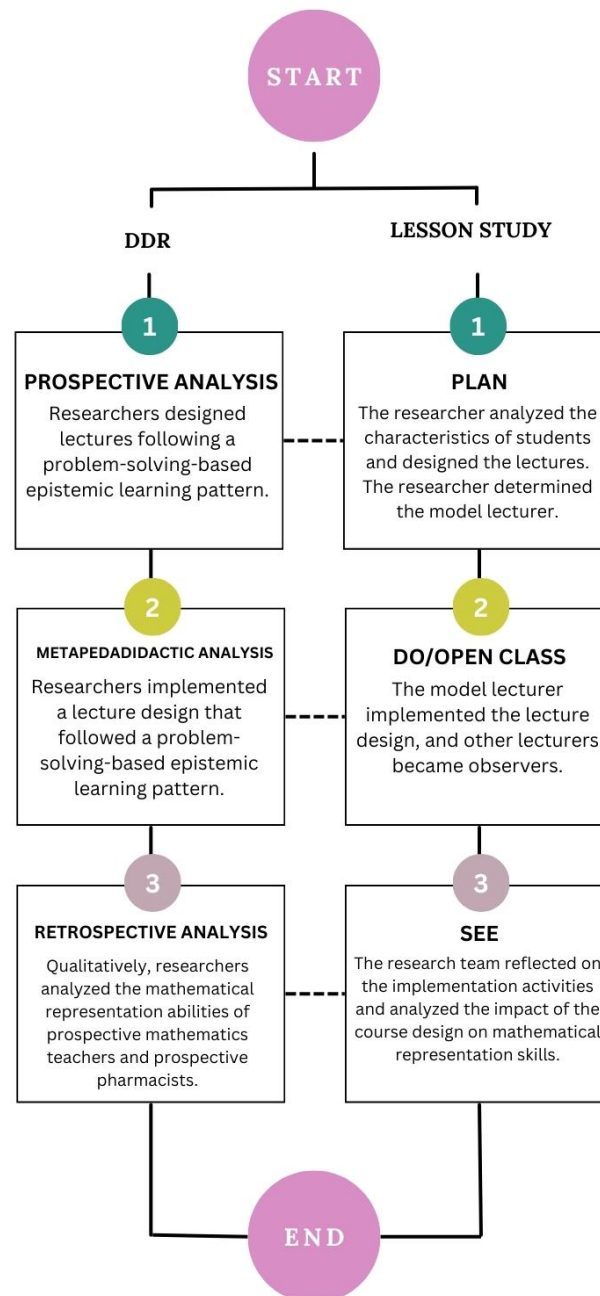 START
DDR
LESSON STUDY
1
PROSPECTIVE ANALYSIS
Researchers designed
lectures following a
problem-solving-based
epistemic learning pattern.
1
PLAN
The researcher analyzed the
characteristics of students
and designed the lectures.
The researcher determined
the model lecturer.
2
METAPEDADIDACTIC ANALYSIS
Researchers implemented
a lecture design that
followed a problem-
solving-based epistemic
learning pattern.
2
DO/OPEN CLASS
The model lecturer
implemented the lecture
design, and other lecturers
became observers.
3
RETROSPECTIVE ANALYSIS
Qualitatively, researchers
analyzed the mathematical
representation abilities of
prospective mathematics
teachers and prospective
pharmacists.
3
SEE
The research team reflected on
the implementation activities
and analyzed the impact of the
course design on mathematical
representation skills.
END